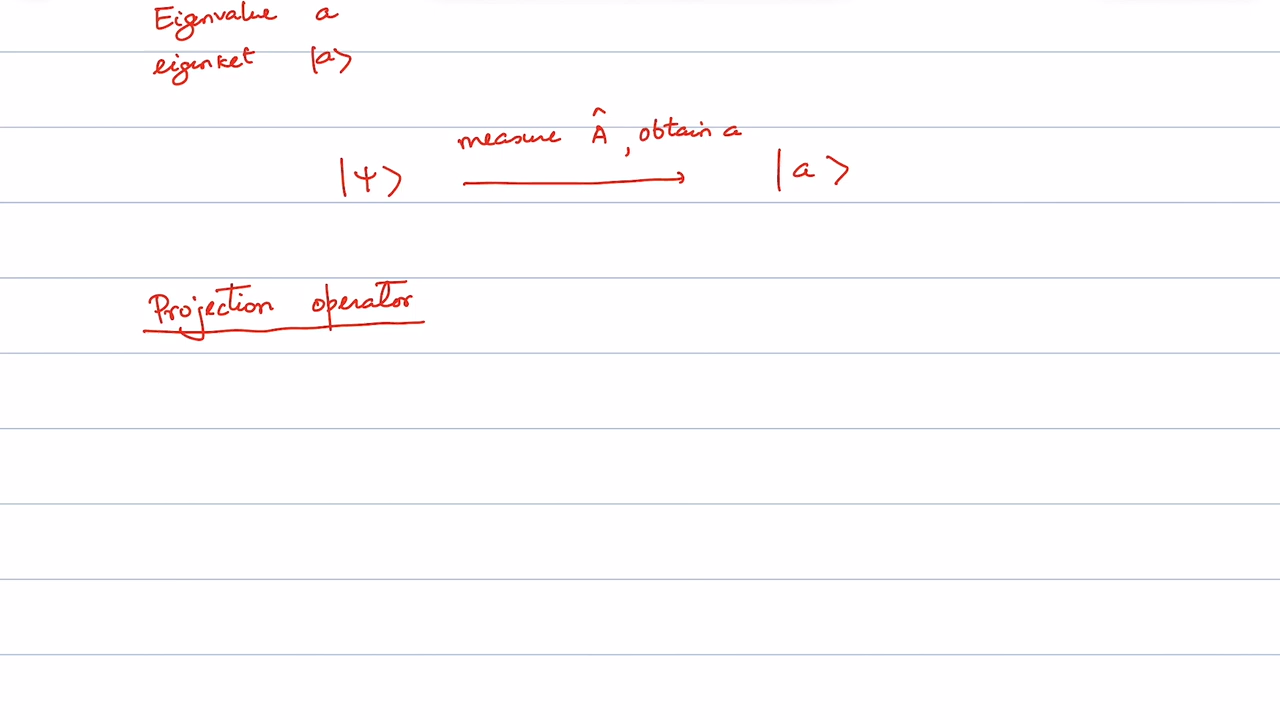 Eigenvalue a
eigenket |a⟩
measure Â, obtain a
|ψ⟩ ⟶ |a⟩
Projection operator